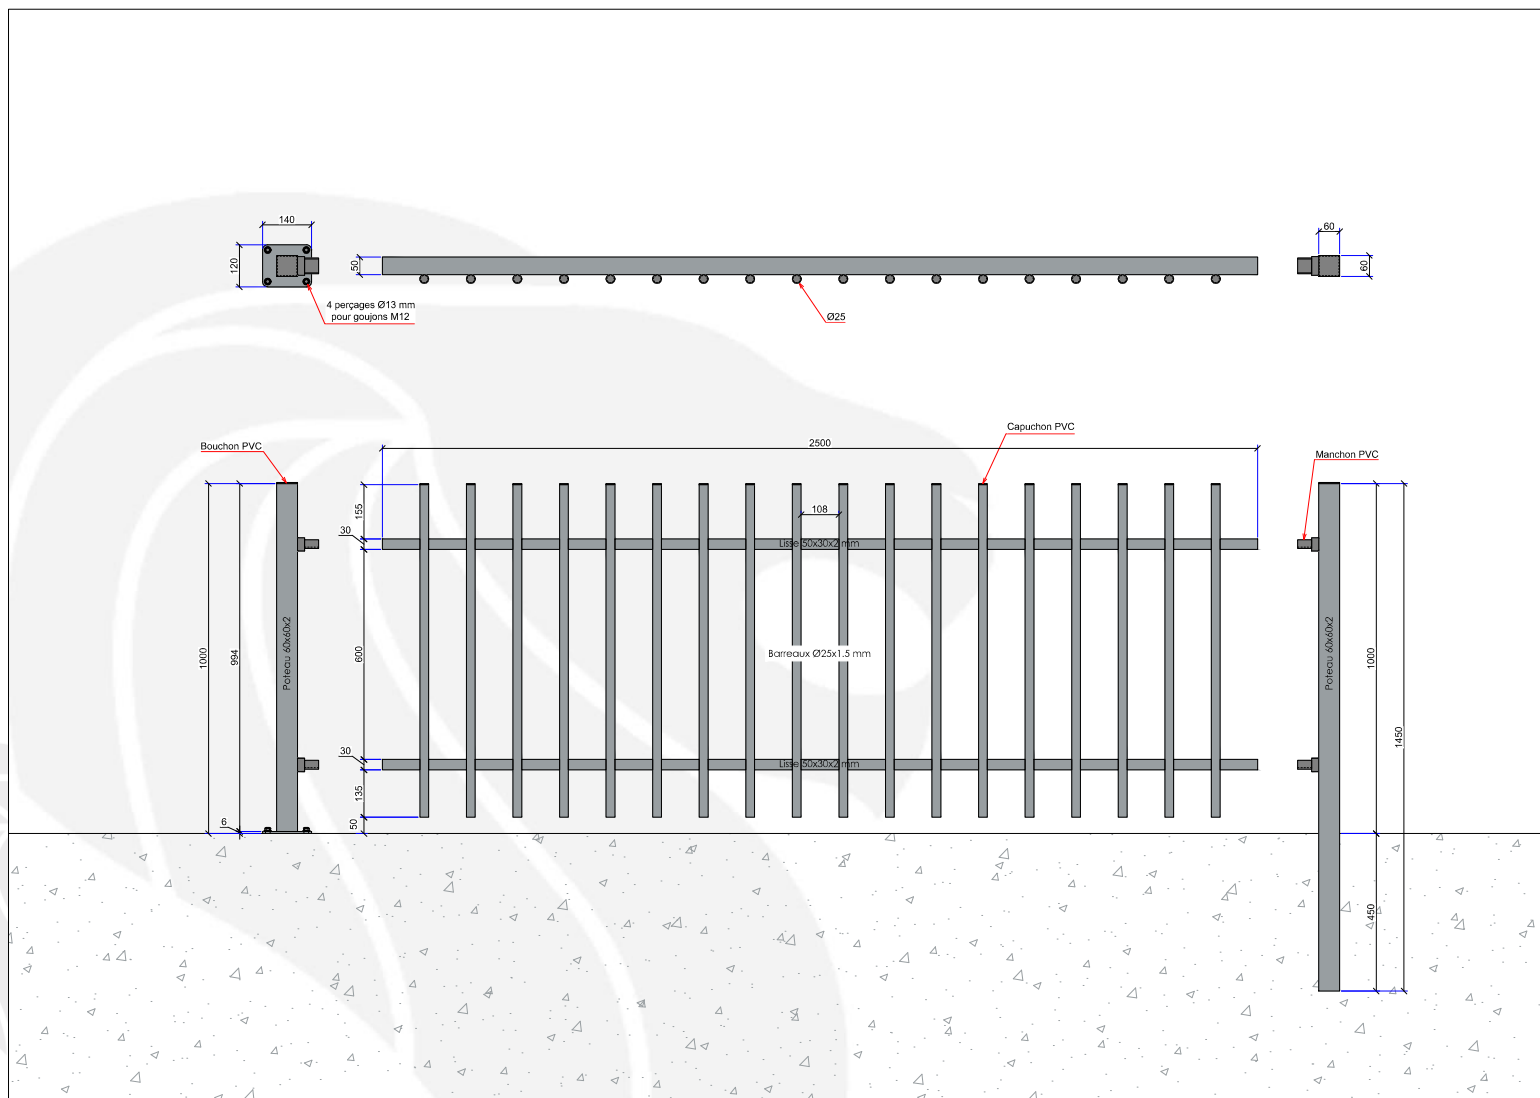 140
120
4 perçages Ø13 mm
pour goujons M12
50
Ø25
60
60
Bouchon PVC
2500
Capuchon PVC
Manchon PVC
155
108
30
Lisse 50x30x2 mm
1000
994
Poteau 60x60x2
600
Barreaux Ø25x1.5 mm
Poteau 60x60x2
1000
1450
30
Lisse 50x30x2 mm
135
6
50
450